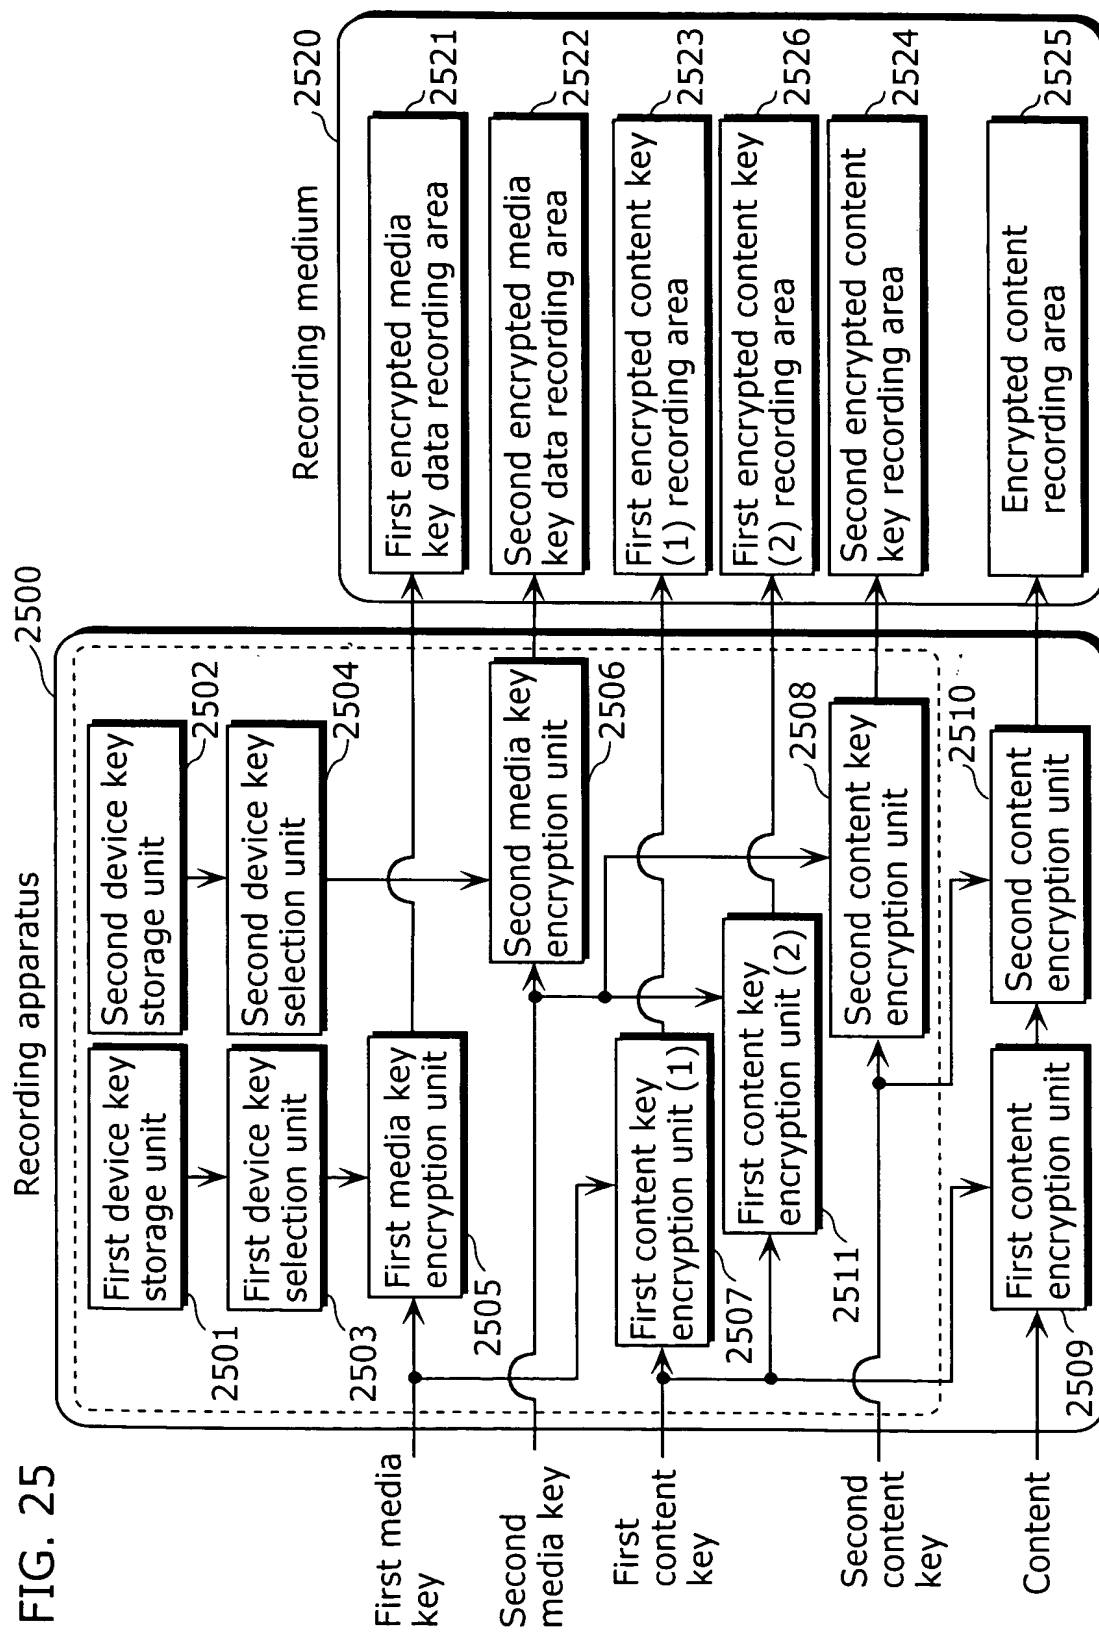 FIG. 25
Recording apparatus
2500
Recording medium
2520
First device key
storage unit
2501
Second device key
storage unit
2502
First device key
selection unit
2503
Second device key
selection unit
2504
First media
key
First media key
encryption unit
2505
First encrypted media
key data recording area
2521
Second
media key
Second media key
encryption unit
2506
Second encrypted media
key data recording area
2522
First
content
key
First content key
encryption unit (1)
2507
First encrypted content key
(1) recording area
2523
First content key
encryption unit (2)
2511
First encrypted content key
(2) recording area
2526
Second
content
key
Second content key
encryption unit
2508
Second encrypted content
key recording area
2524
Content
First content
encryption unit
2509
Second content
encryption unit
2510
Encrypted content
recording area
2525